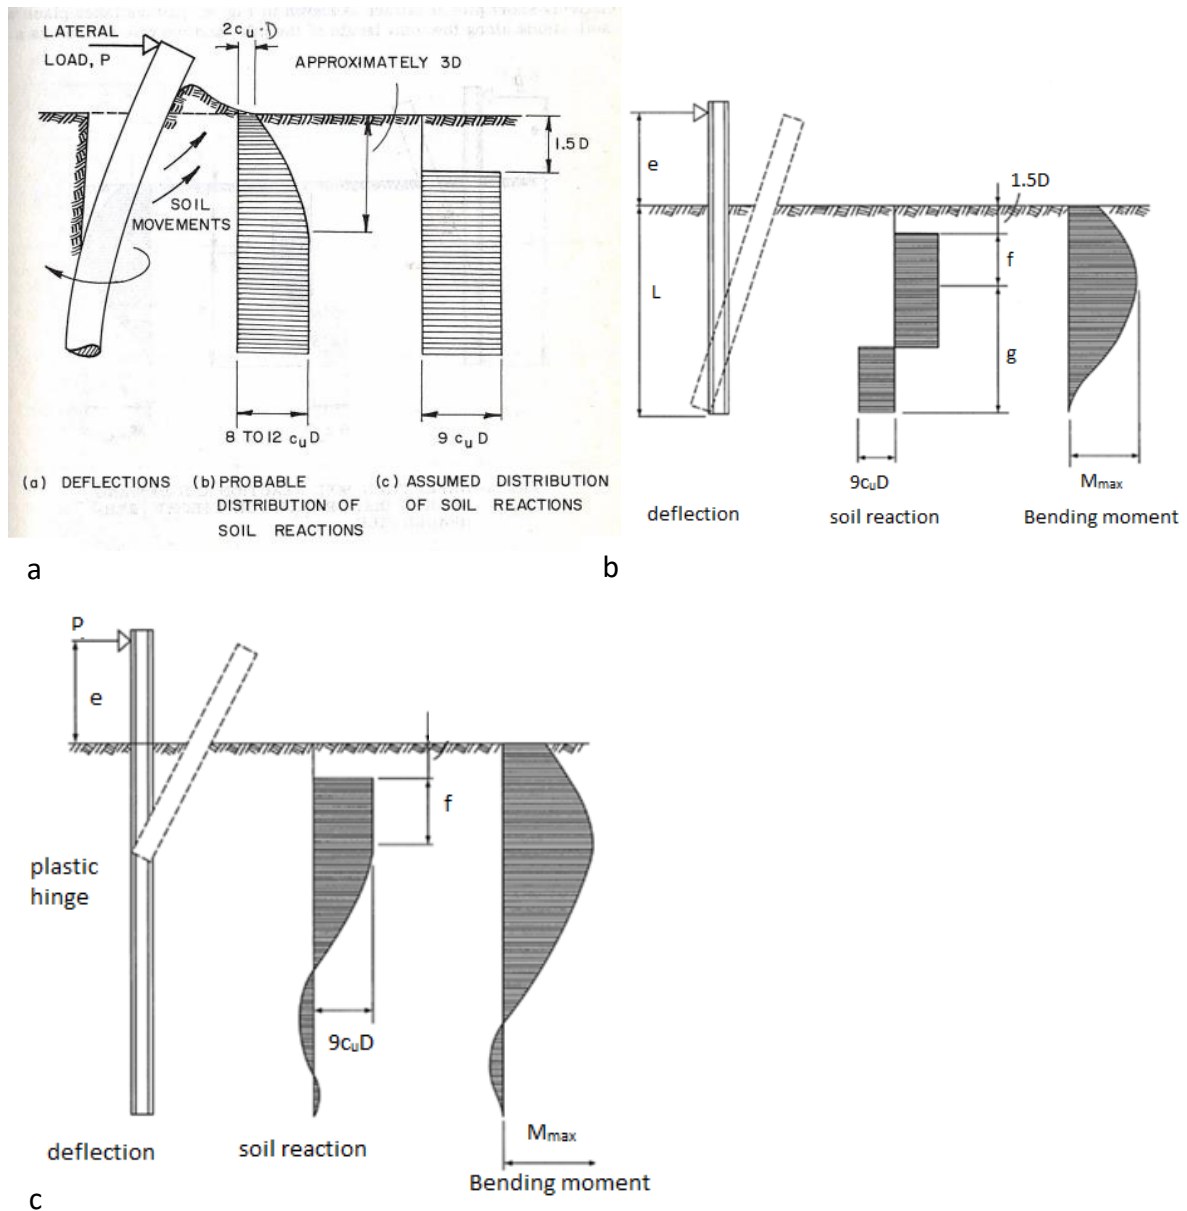 LATERAL
LOAD, P
2cu·D
APPROXIMATELY 3D
1.5D
SOIL
MOVEMENTS
8 TO 12 cuD
9 cuD
(a) DEFLECTIONS
(b) PROBABLE
DISTRIBUTION OF
SOIL REACTIONS
(c) ASSUMED DISTRIBUTION
OF SOIL REACTIONS
a
e
1.5D
f
L
g
9cuD
Mmax
deflection
soil reaction
Bending moment
b
P
e
f
plastic
hinge
9cuD
Mmax
deflection
soil reaction
Bending moment
c